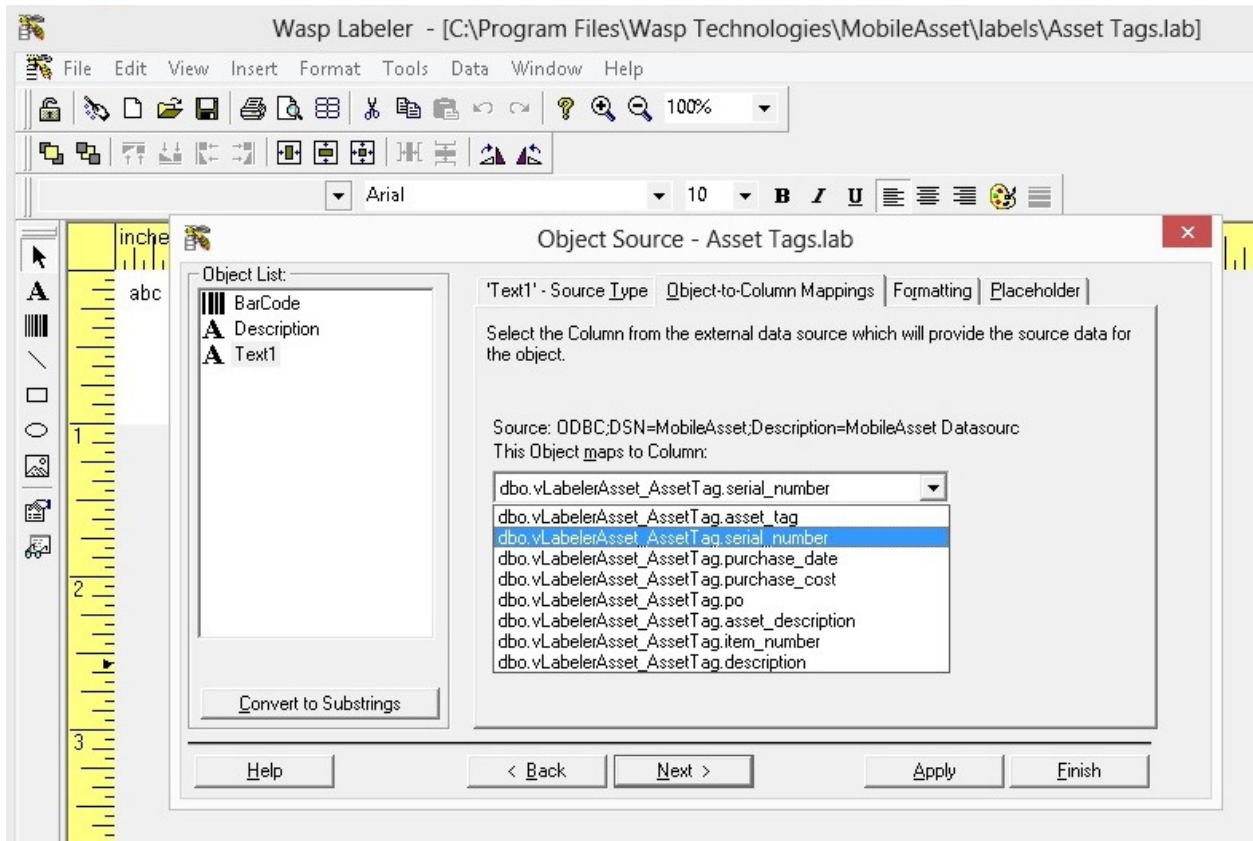 Wasp Labeler - [C:\Program Files\Wasp Technologies\MobileAsset\labels\Asset Tags.lab]
File Edit View Insert Format Tools Data Window Help
100%
Arial 10 B I U
inche
Object Source - Asset Tags.lab
Object List:
BarCode
A Description
A Text1
Convert to Substrings
'Text1' - Source Type Object-to-Column Mappings Formatting Placeholder
Select the Column from the external data source which will provide the source data for
the object.
Source: ODBC;DSN=MobileAsset;Description=MobileAsset Datasourc
This Object maps to Column:
dbo.vLabelerAsset_AssetTag.serial_number
dbo.vLabelerAsset_AssetTag.asset_tag
dbo.vLabelerAsset_AssetTag.serial_number
dbo.vLabelerAsset_AssetTag.purchase_date
dbo.vLabelerAsset_AssetTag.purchase_cost
dbo.vLabelerAsset_AssetTag.po
dbo.vLabelerAsset_AssetTag.asset_description
dbo.vLabelerAsset_AssetTag.item_number
dbo.vLabelerAsset_AssetTag.description
Help < Back Next > Apply Finish
A
abc
1
2
3